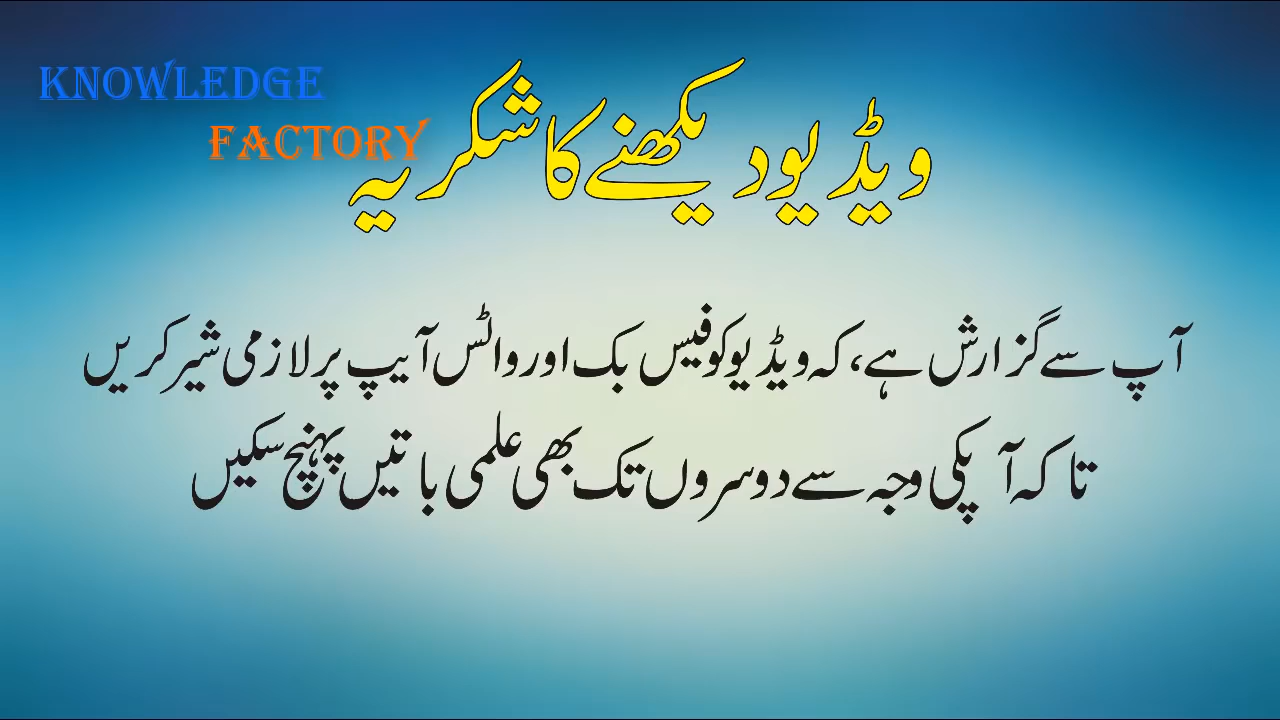 KNOWLEDGE
FACTORY
ویڈیو دیکھنے کا شکریہ
آپ سے گزارش ہے، کہ ویڈیو کو فیس بک اور واٹس آیپ پر لازمی شیر کریں
تاکہ آپکی وجہ سے دوسروں تک بھی علمی باتیں پہنچ سکیں